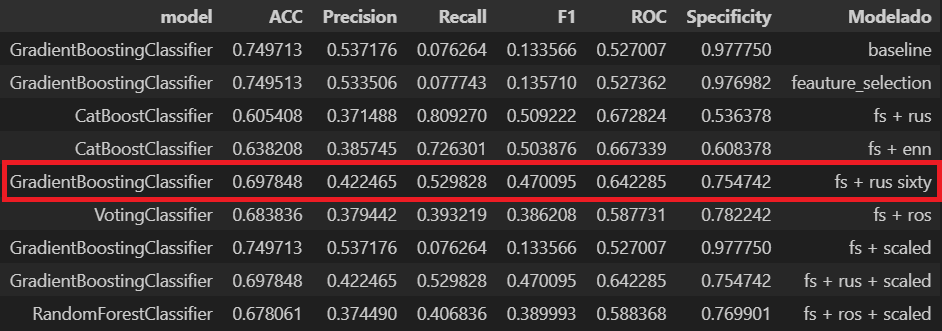 model ACC Precision Recall F1 ROC Specificity Modelado
GradientBoostingClassifier 0.749713 0.537176 0.076264 0.133566 0.527007 0.977750 baseline
GradientBoostingClassifier 0.749513 0.533506 0.077743 0.135710 0.527362 0.976982 feauture_selection
CatBoostClassifier 0.605408 0.371488 0.809270 0.509222 0.672824 0.536378 fs + rus
CatBoostClassifier 0.638208 0.385745 0.726301 0.503876 0.667339 0.608378 fs + enn
GradientBoostingClassifier 0.697848 0.422465 0.529828 0.470095 0.642285 0.754742 fs + rus sixty
VotingClassifier 0.683836 0.379442 0.393219 0.386208 0.587731 0.782242 fs + ros
GradientBoostingClassifier 0.749713 0.537176 0.076264 0.133566 0.527007 0.977750 fs + scaled
GradientBoostingClassifier 0.697848 0.422465 0.529828 0.470095 0.642285 0.754742 fs + rus + scaled
RandomForestClassifier 0.678061 0.374490 0.406836 0.389993 0.588368 0.769901 fs + ros + scaled